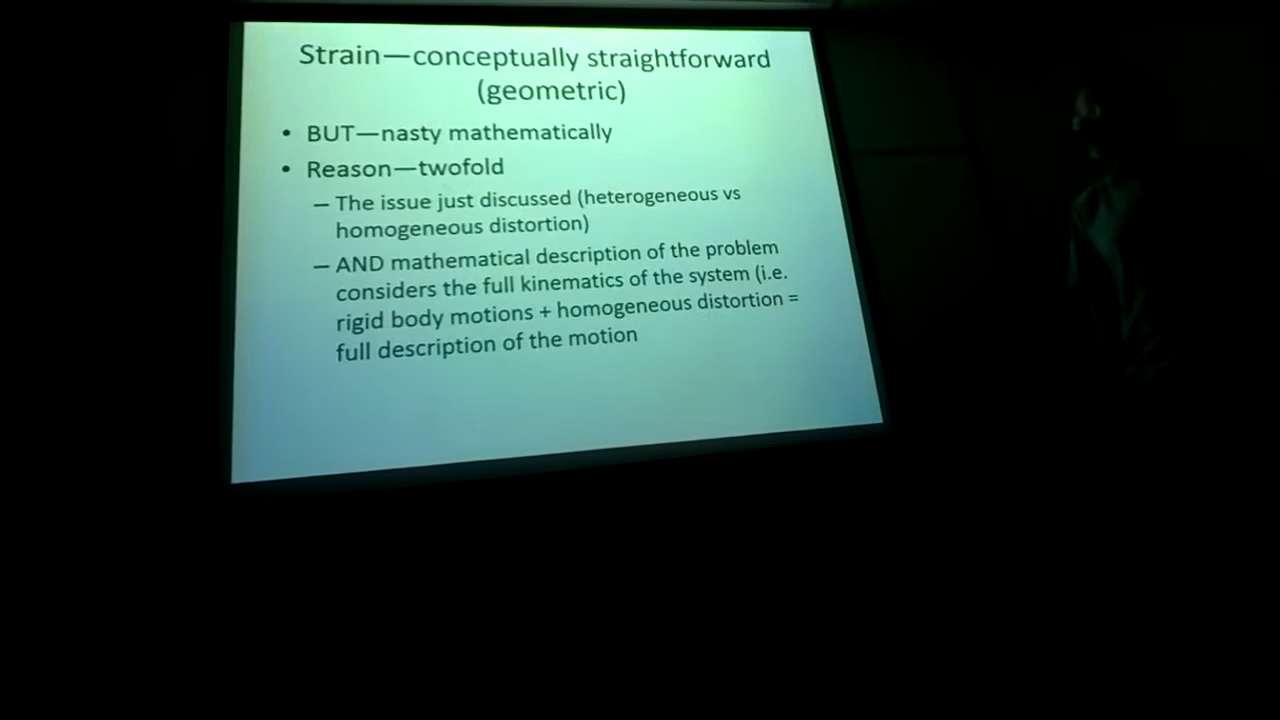 Strain—conceptually straightforward
(geometric)
• BUT—nasty mathematically
• Reason—twofold
– The issue just discussed (heterogeneous vs
homogeneous distortion)
– AND mathematical description of the problem
considers the full kinematics of the system (i.e.
rigid body motions + homogeneous distortion =
full description of the motion